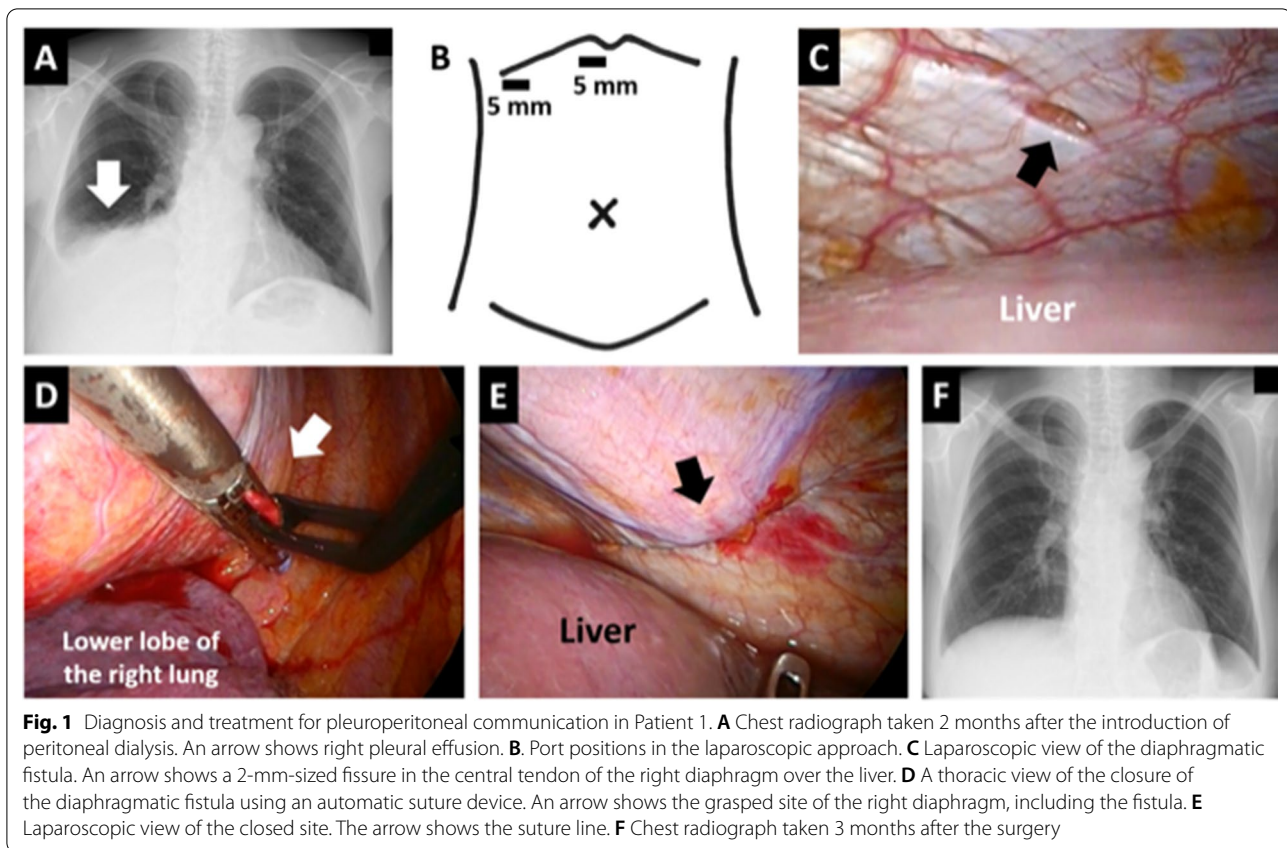 A
B
5 mm
5 mm
C
Liver
D
Lower lobe of
the right lung
E
Liver
F
Fig. 1 Diagnosis and treatment for pleuroperitoneal communication in Patient 1. A Chest radiograph taken 2 months after the introduction of
peritoneal dialysis. An arrow shows right pleural effusion. B. Port positions in the laparoscopic approach. C Laparoscopic view of the diaphragmatic
fistula. An arrow shows a 2-mm-sized fissure in the central tendon of the right diaphragm over the liver. D A thoracic view of the closure of
the diaphragmatic fistula using an automatic suture device. An arrow shows the grasped site of the right diaphragm, including the fistula. E
Laparoscopic view of the closed site. The arrow shows the suture line. F Chest radiograph taken 3 months after the surgery